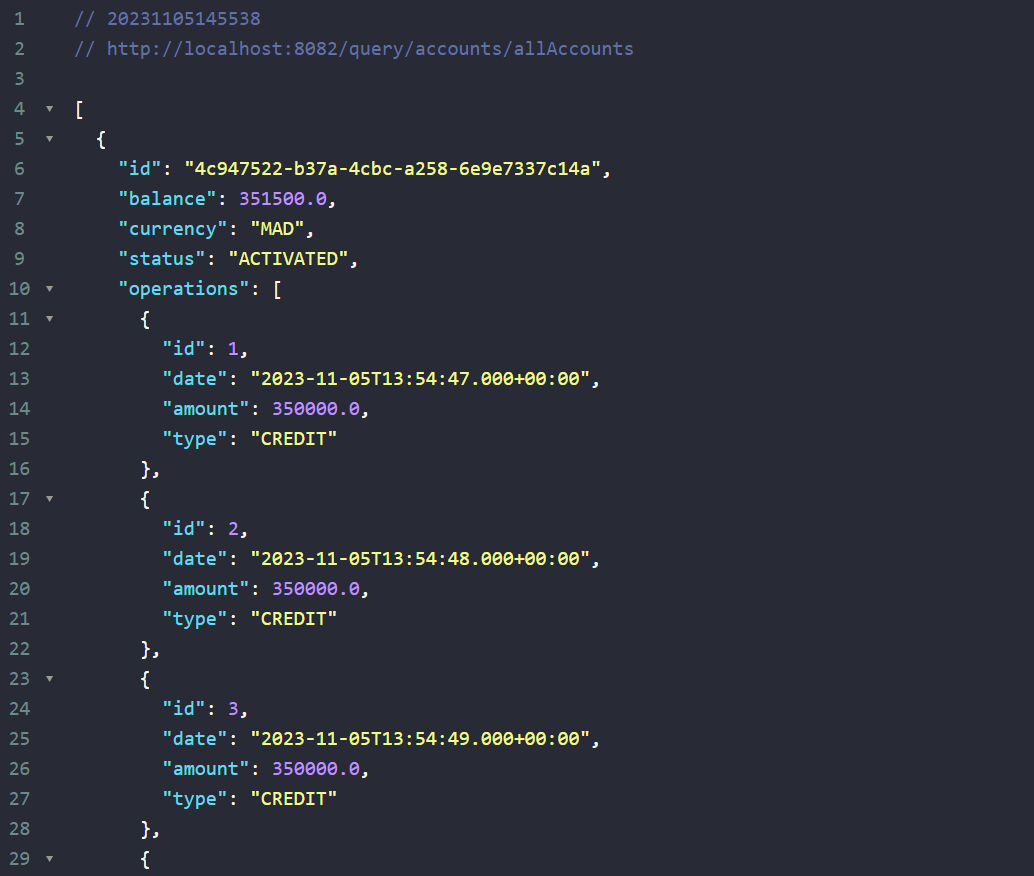 1 // 20231105145538
2 // http://localhost:8082/query/accounts/allAccounts
3
4 [
5 {
6 "id": "4c947522-b37a-4cbc-a258-6e9e7337c14a",
7 "balance": 351500.0,
8 "currency": "MAD",
9 "status": "ACTIVATED",
10 "operations": [
11 {
12 "id": 1,
13 "date": "2023-11-05T13:54:47.000+00:00",
14 "amount": 350000.0,
15 "type": "CREDIT"
16 },
17 {
18 "id": 2,
19 "date": "2023-11-05T13:54:48.000+00:00",
20 "amount": 350000.0,
21 "type": "CREDIT"
22 },
23 {
24 "id": 3,
25 "date": "2023-11-05T13:54:49.000+00:00",
26 "amount": 350000.0,
27 "type": "CREDIT"
28 },
29 {